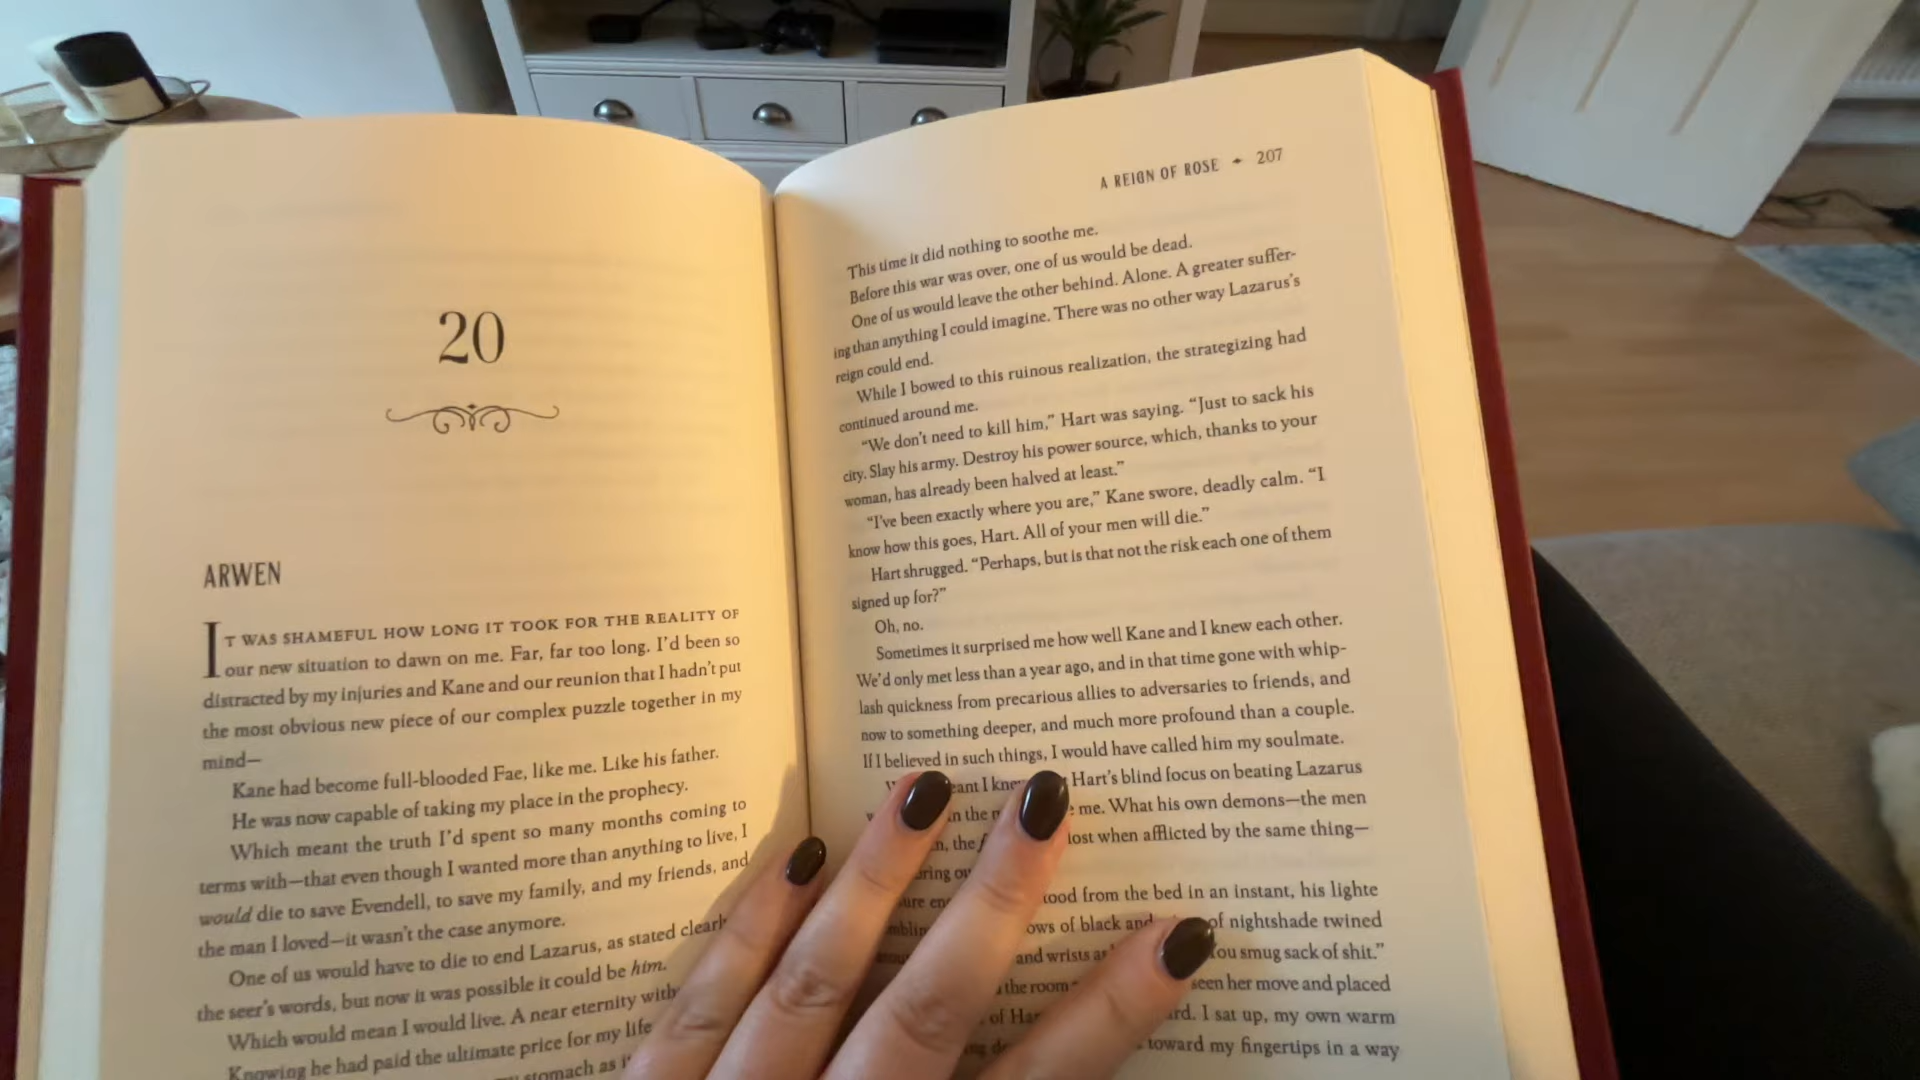 20
ARWEN
IT WAS SHAMEFUL HOW LONG IT TOOK FOR THE REALITY OF
our new situation to dawn on me. Far, far too long. I'd been so
distracted by my injuries and Kane and our reunion that I hadn't put
the most obvious new piece of our complex puzzle together in my
mind—
Kane had become full-blooded Fae, like me. Like his father.
He was now capable of taking my place in the prophecy.
Which meant the truth I'd spent so many months coming to
terms with—that even though I wanted more than anything to live, I
would die to save Evendell, to save my family, and my friends, and
the man I loved—it wasn't the case anymore.
One of us would have to die to end Lazarus, as stated clearly
the seer's words, but now it was possible it could be him.
Which would mean I would live. A near eternity
Knowing he had paid the ultimate price for my life
stomach as
A REIGN OF ROSE 207
This time it did nothing to soothe me.
Before this war was over, one of us would be dead.
One of us would leave the other behind. Alone. A greater suffer-
ing than anything I could imagine. There was no other way Lazarus's
reign could end.
While I bowed to this ruinous realization, the strategizing had
continued around me.
"We don't need to kill him," Hart was saying. "Just to sack his
city. Slay his army. Destroy his power source, which, thanks to your
woman, has already been halved at least."
"I've been exactly where you are," Kane swore, deadly calm. "I
know how this goes, Hart. All of your men will die."
Hart shrugged. "Perhaps, but is that not the risk each one of them
signed up for?"
Oh, no.
Sometimes it surprised me how well Kane and I knew each other.
We'd only met less than a year ago, and in that time gone with whip-
lash quickness from precarious allies to adversaries to friends, and
now to something deeper, and much more profound than a couple.
If I believed in such things, I would have called him my soulmate.
I Hart's blind focus on beating Lazarus
in the me. What his own demons—the men
the lost when afflicted by the same thing—
from the bed in an instant, his
of black and of nightshade twined
and wrists smug sack of shit."
the room seen her move and placed
of I sat up, my own warm
toward my fingertips in a way